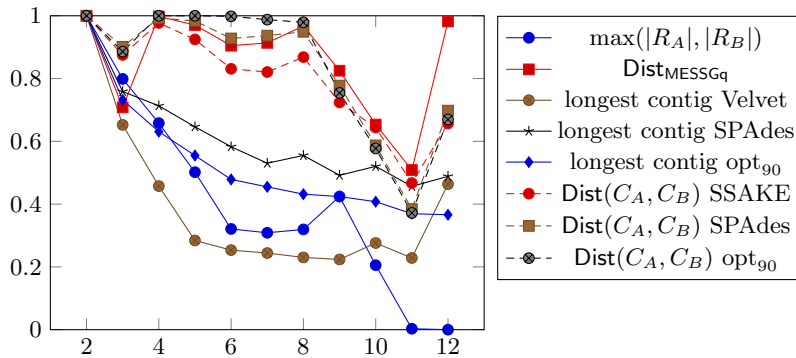 1
0.8
0.6
0.4
0.2
0
2 4 6 8 10 12
max(|R_A|, |R_B|)
Dist_MESSGq
longest contig Velvet
longest contig SPAdes
longest contig opt_90
Dist(C_A, C_B) SSAKE
Dist(C_A, C_B) SPAdes
Dist(C_A, C_B) opt_90